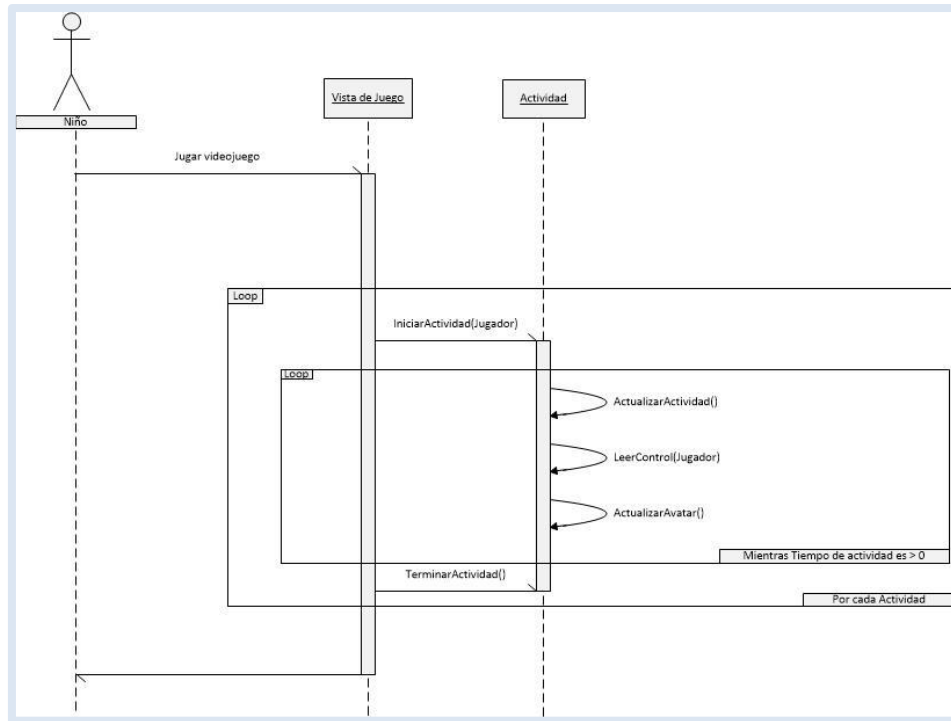 Niño
Vista de Juego
Actividad
Jugar videojuego
Loop
IniciarActividad(Jugador)
Loop
ActualizarActividad()
LeerControl(Jugador)
ActualizarAvatar()
Mientras Tiempo de actividad es > 0
TerminarActividad()
Por cada Actividad